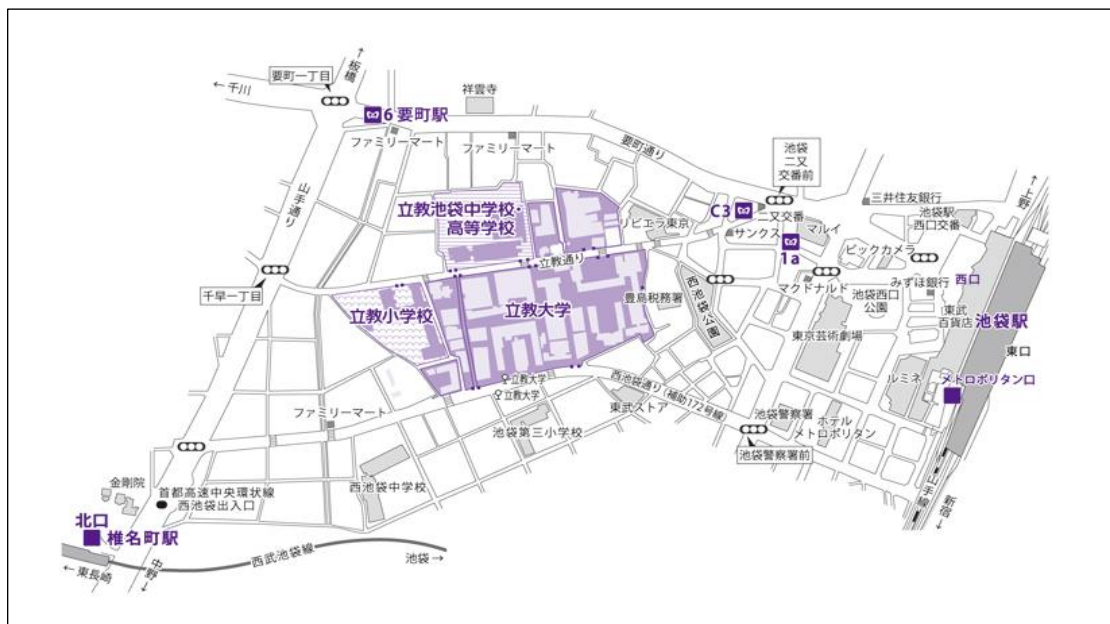 要町一丁目
↑板橋
← 千川
6 要町駅
祥雲寺
ファミリーマート
ファミリーマート
要町通り
池袋
二又
交番前
山手通り
立教池袋中学校・
高等学校
C3
二又交番
三井住友銀行
↑上野
池袋駅
西口交番
リビエラ東京
サンクス
マルイ
1a
ビックカメラ
立教通り
千早一丁目
マクドナルド
みずほ銀行
西口
立教小学校
立教大学
豊島税務署
西池袋公園
池袋西口
公園
東武
百貨店
池袋駅
東京芸術劇場
東口
ルミネ
メトロポリタン口
立教大学
立教大学
西池袋通り(補助172号線)
東武ストア
ファミリーマート
池袋第三小学校
池袋警察署
ホテル
メトロポリタン
池袋警察署前
西池袋中学校
金剛院
首都高速中央環状線
西池袋出入口
山手線
新宿→
北口
椎名町駅
西武池袋線
池袋 →
← 東長崎
中野→